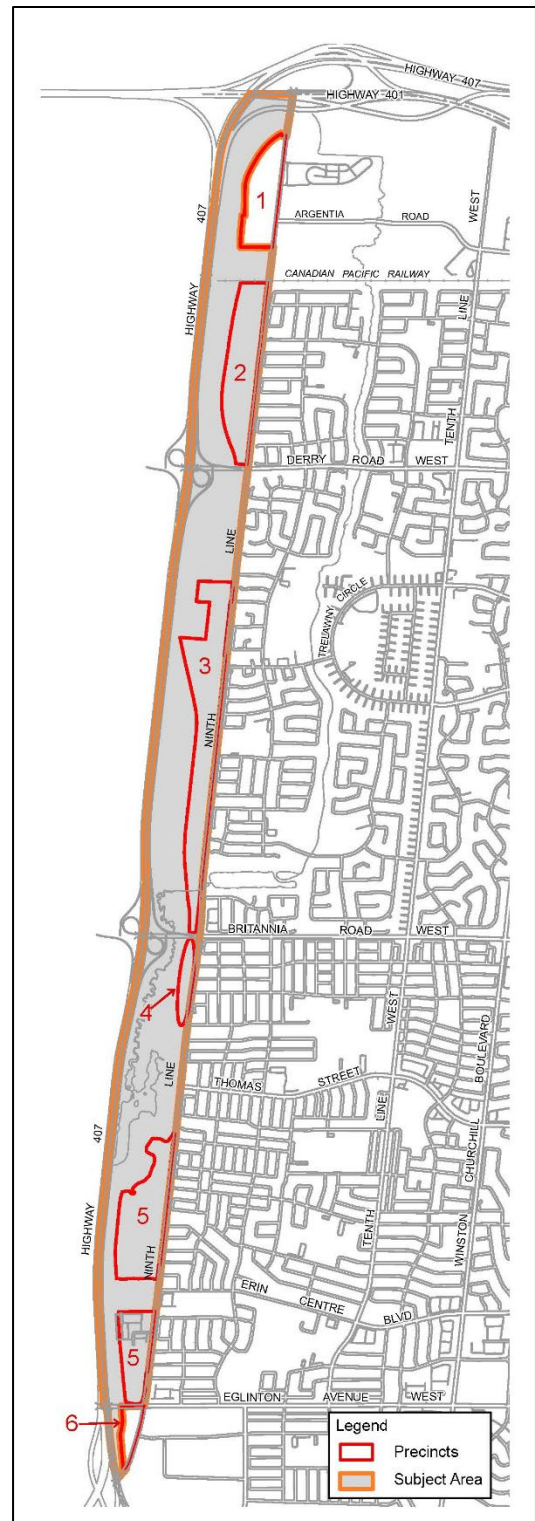 HIGHWAY 407
HIGHWAY 401
1
407
WEST
ARGENTIA ROAD
CANADIAN PACIFIC RAILWAY
HIGHWAY
LINE
2
TENTH
DERRY ROAD WEST
LINE
TRELAWNY CIRCLE
3
NINTH
BRITANNIA ROAD WEST
4
WEST
BOULEVARD
LINE
THOMAS STREET
LINE
407
CHURCHILL
5
HIGHWAY
NINTH
TENTH
WINSTON
ERIN CENTRE BLVD
5
EGLINTON AVENUE WEST
6
Legend
Precincts
Subject Area